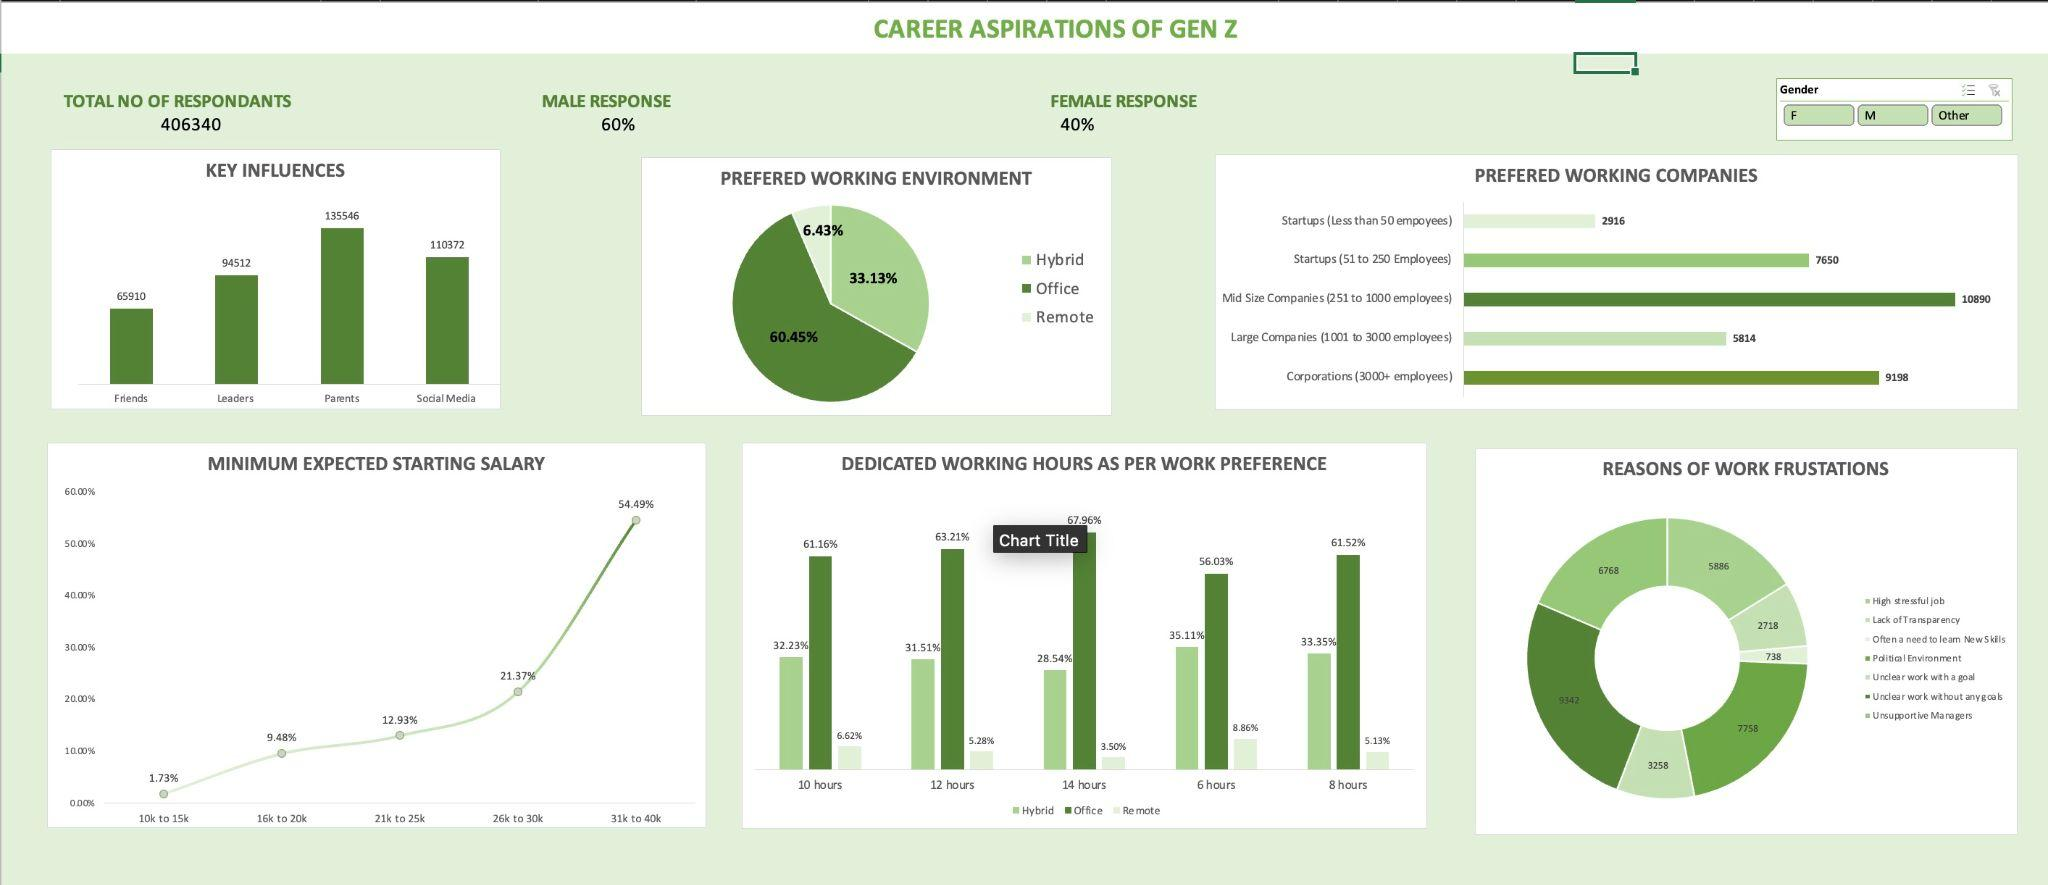 CAREER ASPIRATIONS OF GEN Z
TOTAL NO OF RESPONDANTS
406340
MALE RESPONSE
60%
FEMALE RESPONSE
40%
Gender
F
M
Other
KEY INFLUENCES
65910
94512
135546
110372
Friends
Leaders
Parents
Social Media
PREFERED WORKING ENVIRONMENT
6.43%
33.13%
60.45%
Hybrid
Office
Remote
PREFERED WORKING COMPANIES
Startups (Less than 50 empoyees)
2916
Startups (51 to 250 Employees)
7650
Mid Size Companies (251 to 1000 employees)
10890
Large Companies (1001 to 3000 employees)
5814
Corporations (3000+ employees)
9198
MINIMUM EXPECTED STARTING SALARY
60.00%
50.00%
40.00%
30.00%
20.00%
10.00%
0.00%
1.73%
9.48%
12.93%
21.37%
54.49%
10k to 15k
16k to 20k
21k to 25k
26k to 30k
31k to 40k
DEDICATED WORKING HOURS AS PER WORK PREFERENCE
Chart Title
32.23%
61.16%
6.62%
31.51%
63.21%
5.28%
28.54%
67.96%
3.50%
35.11%
56.03%
8.86%
33.35%
61.52%
5.13%
10 hours
12 hours
14 hours
6 hours
8 hours
Hybrid
Office
Remote
REASONS OF WORK FRUSTATIONS
5886
2718
738
7758
3258
9342
6768
High stressful job
Lack of Transparency
Often a need to learn New Skills
Political Environment
Unclear work with a goal
Unclear work without any goals
Unsupportive Managers